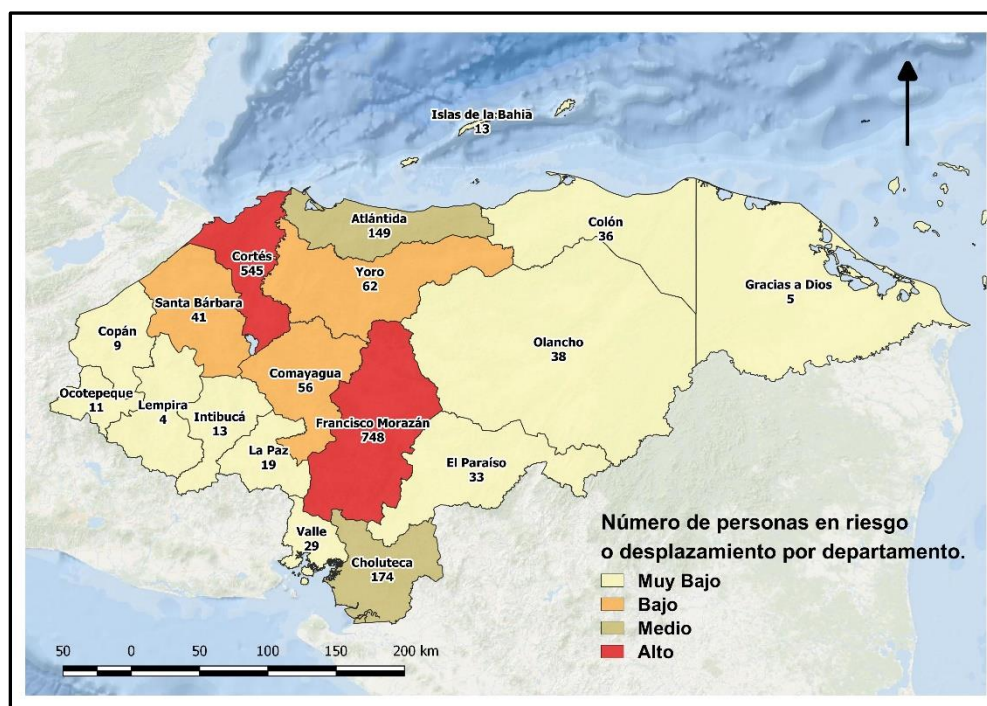 Islas de la Bahía
13
Atlántida
149
Colón
36
Cortés
545
Yoro
62
Gracias a Dios
5
Santa Bárbara
41
Copán
9
Olancho
38
Comayagua
56
Ocotepeque
11
Lempira
4
Intibucá
13
Francisco Morazán
748
La Paz
19
El Paraíso
33
Valle
29
Choluteca
174
Número de personas en riesgo
o desplazamiento por departamento.
Muy Bajo
Bajo
Medio
Alto
50 0 50 100 150 200 km